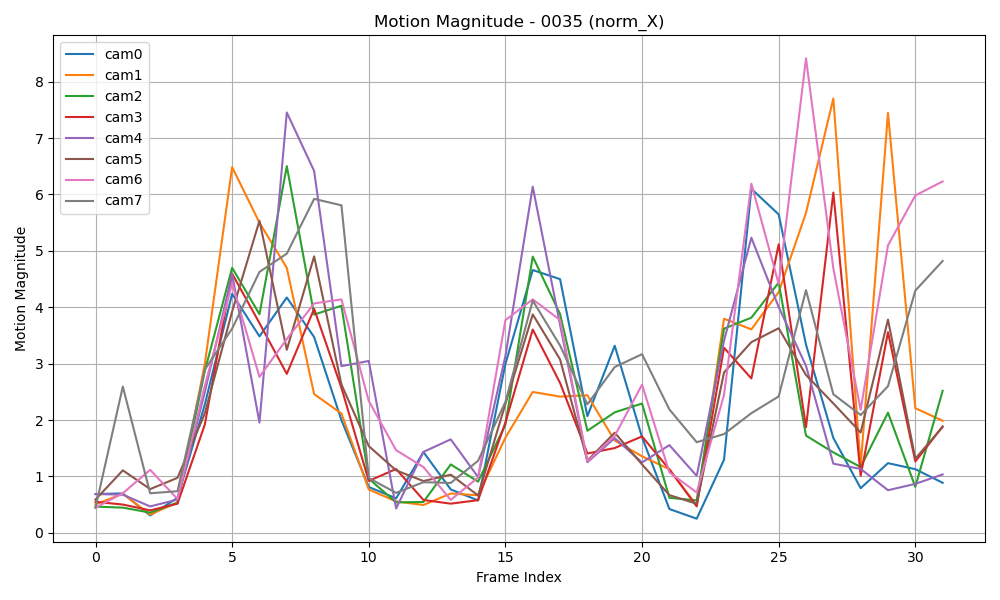 Motion Magnitude - 0035 (norm_X)
cam0
cam1
cam2
cam3
cam4
cam5
cam6
cam7
Motion Magnitude
8
7
6
5
4
3
2
1
0
0 5 10 15 20 25 30
Frame Index